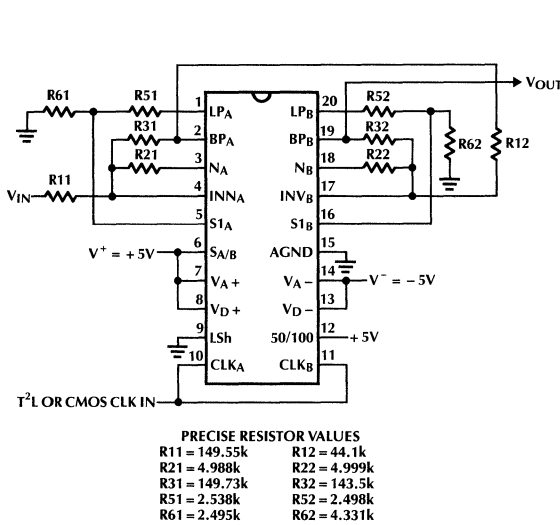 VOUT
R61 R51 R52
1 LPA LPB 20
R31 R32
2 BPA BPB 19
R62 R12
R21 R22
3 NA NB 18
VIN R11
4 INNA INVB 17
5 S1A S1B 16
V+ = +5V 6 SA/B AGND 15
7 VA+ VA− 14 V− = −5V
8 VD+ VD− 13
9 LSh 50/100 12 +5V
10 CLKA CLKB 11
T²L OR CMOS CLK IN
PRECISE RESISTOR VALUES
R11 = 149.55k R12 = 44.1k
R21 = 4.988k R22 = 4.999k
R31 = 149.73k R32 = 143.5k
R51 = 2.538k R52 = 2.498k
R61 = 2.495k R62 = 4.331k